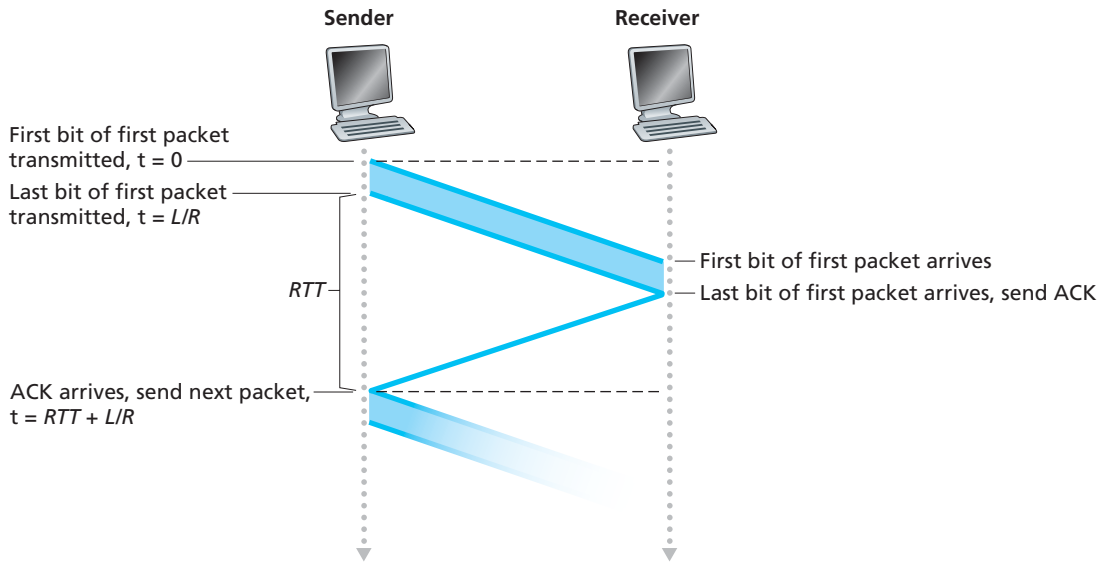 Sender
Receiver
First bit of first packet
transmitted, t = 0
Last bit of first packet
transmitted, t = L/R
First bit of first packet arrives
RTT
Last bit of first packet arrives, send ACK
ACK arrives, send next packet,
t = RTT + L/R